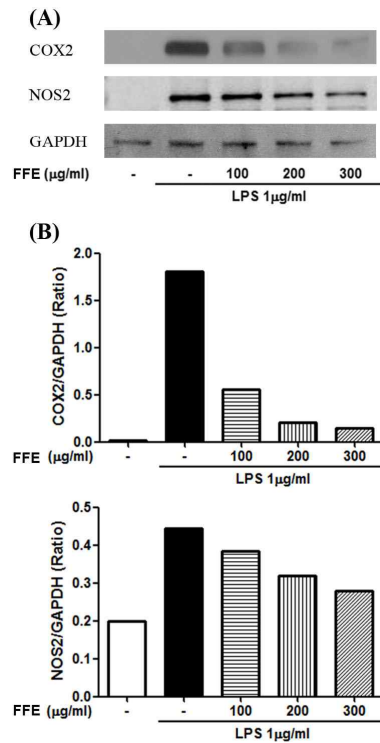 (A)
COX2
NOS2
GAPDH
FFE (µg/ml) - - 100 200 300
LPS 1µg/ml
(B)
COX2/GAPDH (Ratio)
2.0
1.5
1.0
0.5
0.0
FFE (µg/ml) - - 100 200 300
LPS 1µg/ml
NOS2/GAPDH (Ratio)
0.5
0.4
0.3
0.2
0.1
0.0
FFE (µg/ml) - - 100 200 300
LPS 1µg/ml